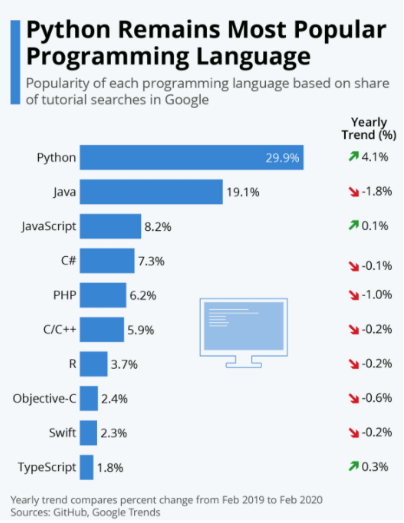 Python Remains Most Popular
Programming Language
Popularity of each programming language based on share
of tutorial searches in Google
Yearly
Trend (%)
Python 29.9% 4.1%
Java 19.1% -1.8%
JavaScript 8.2% 0.1%
C# 7.3% -0.1%
PHP 6.2% -1.0%
C/C++ 5.9% -0.2%
R 3.7% -0.2%
Objective-C 2.4% -0.6%
Swift 2.3% -0.2%
TypeScript 1.8% 0.3%
Yearly trend compares percent change from Feb 2019 to Feb 2020
Sources: GitHub, Google Trends